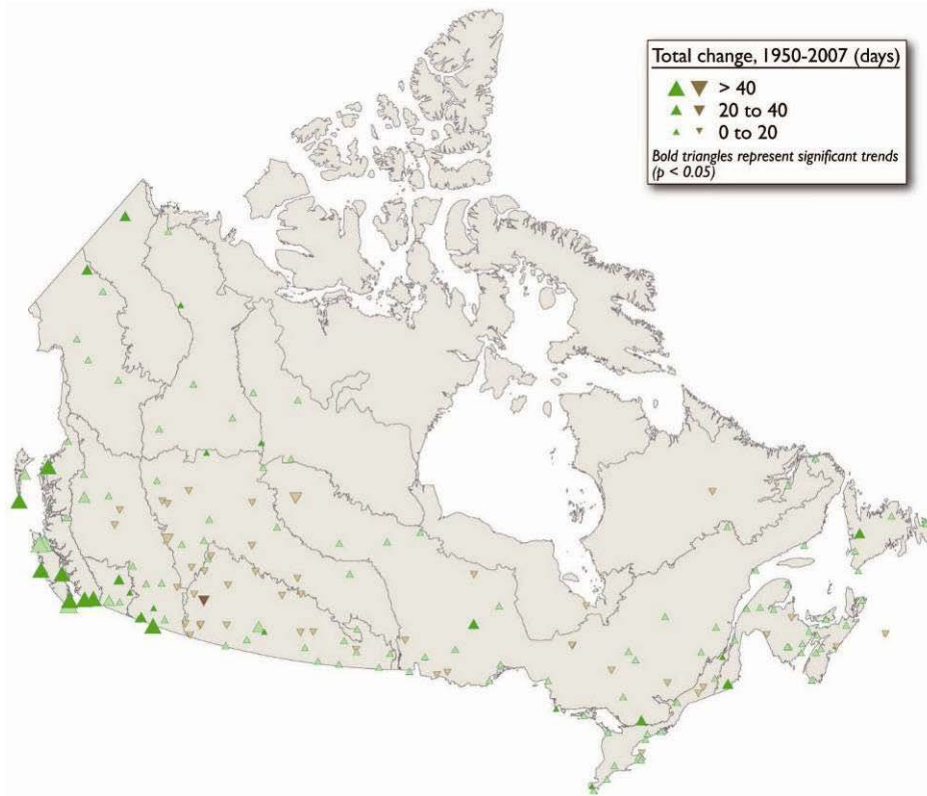 Total change, 1950-2007 (days)
> 40
20 to 40
0 to 20
Bold triangles represent significant trends
(p < 0.05)